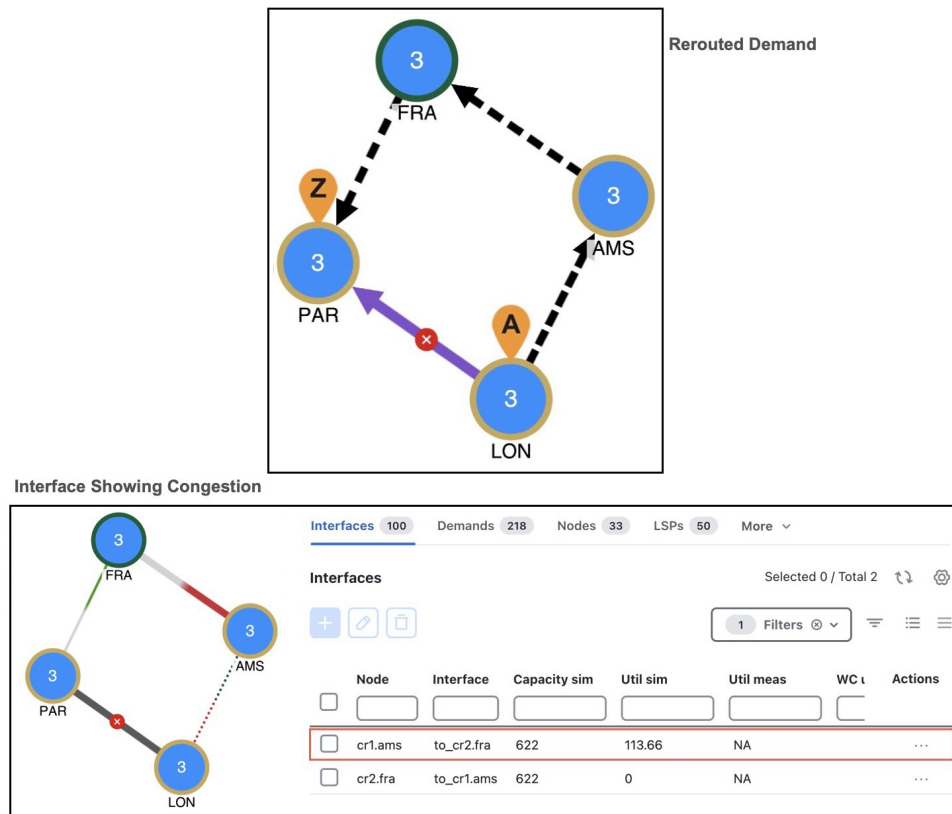 Rerouted Demand
3
FRA
Z
3
AMS
3
PAR
A
3
LON
Interface Showing Congestion
3
FRA
3
AMS
3
PAR
3
LON
Interfaces 100 Demands 218 Nodes 33 LSPs 50 More
Interfaces
Selected 0 / Total 2
1 Filters
Node Interface Capacity sim Util sim Util meas WC Actions
cr1.ams to_cr2.fra 622 113.66 NA ...
cr2.fra to_cr1.ams 622 0 NA ...